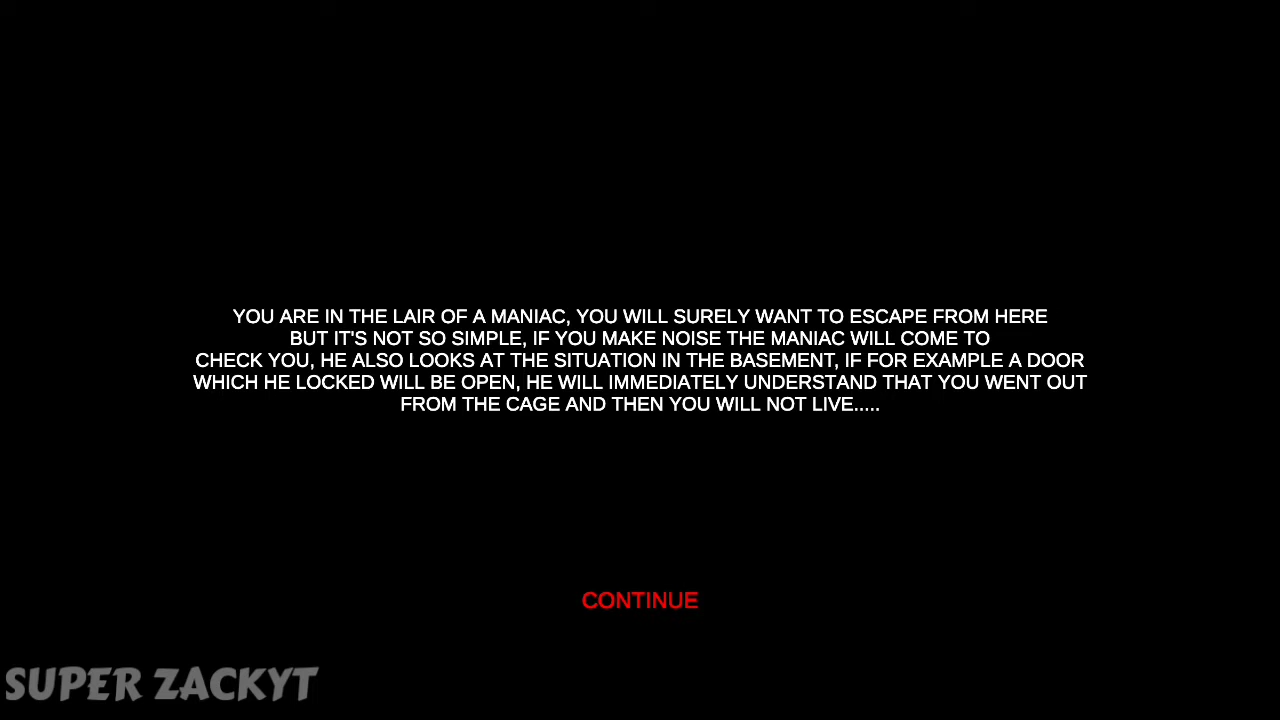 YOU ARE IN THE LAIR OF A MANIAC, YOU WILL SURELY WANT TO ESCAPE FROM HERE
BUT IT'S NOT SO SIMPLE, IF YOU MAKE NOISE THE MANIAC WILL COME TO
CHECK YOU, HE ALSO LOOKS AT THE SITUATION IN THE BASEMENT, IF FOR EXAMPLE A DOOR
WHICH HE LOCKED WILL BE OPEN, HE WILL IMMEDIATELY UNDERSTAND THAT YOU WENT OUT
FROM THE CAGE AND THEN YOU WILL NOT LIVE.....
CONTINUE
SUPER ZACKYT